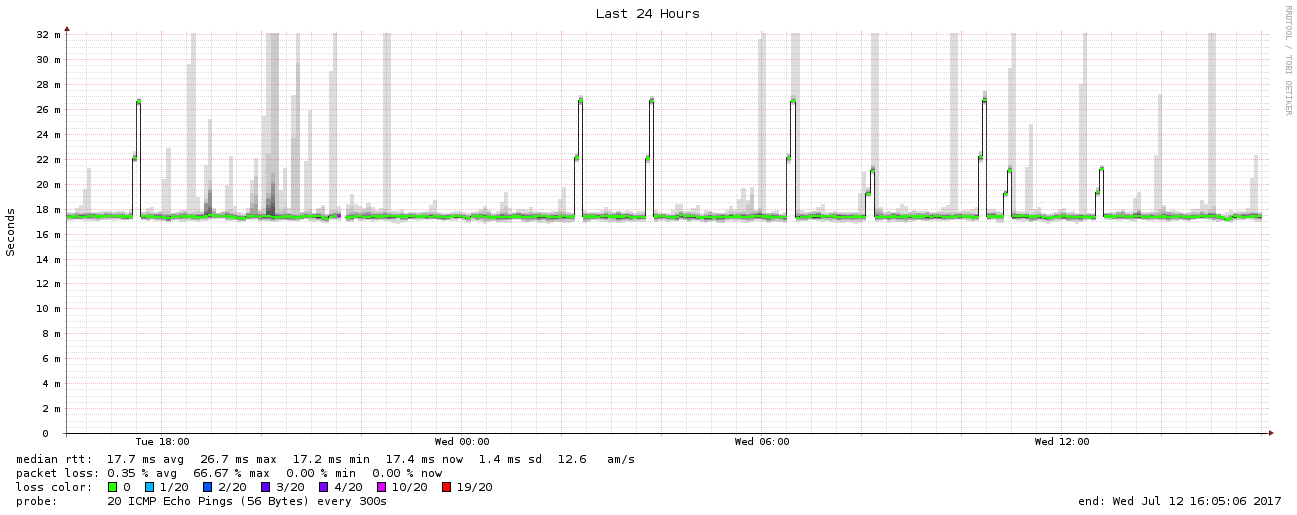 Last 24 Hours
RRDTOOL / TOBI OETIKER
Seconds
32 m
30 m
28 m
26 m
24 m
22 m
20 m
18 m
16 m
14 m
12 m
10 m
8 m
6 m
4 m
2 m
0
Tue 18:00 Wed 00:00 Wed 06:00 Wed 12:00
median rtt: 17.7 ms avg 26.7 ms max 17.2 ms min 17.4 ms now 1.4 ms sd 12.6 am/s
packet loss: 0.35 % avg 66.67 % max 0.00 % min 0.00 % now
loss color: 0 1/20 2/20 3/20 4/20 10/20 19/20
probe: 20 ICMP Echo Pings (56 Bytes) every 300s end: Wed Jul 12 16:05:06 2017